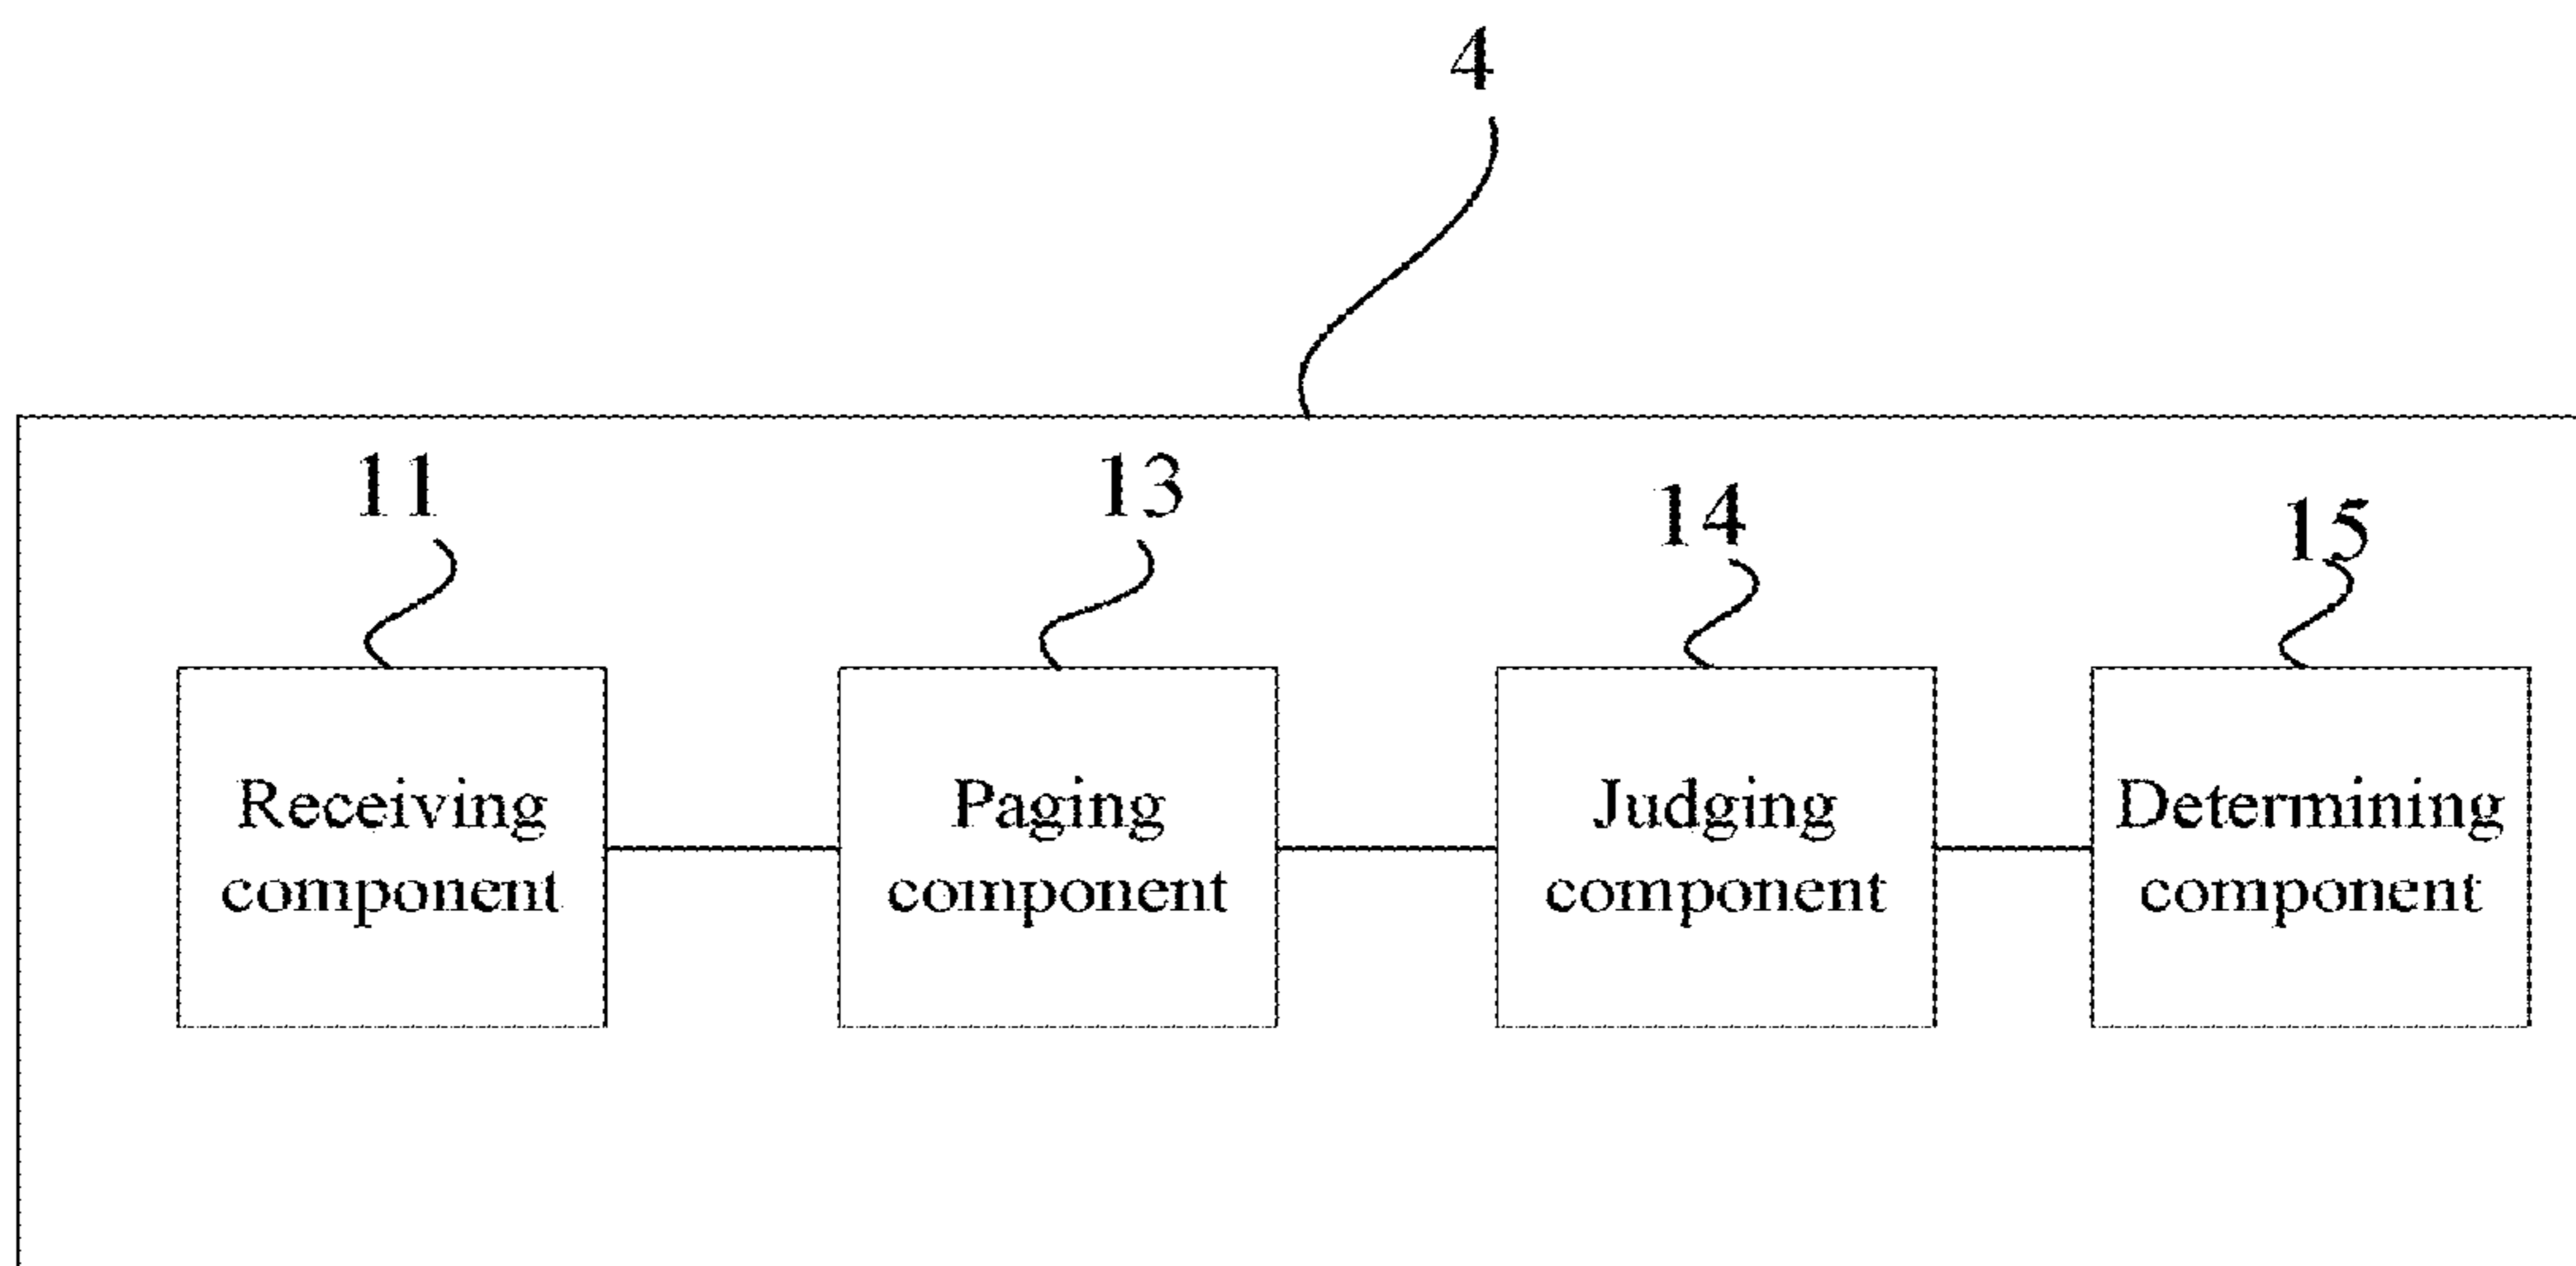 4
11
13
14
15
Receiving
component
Paging
component
Judging
component
Determining
component